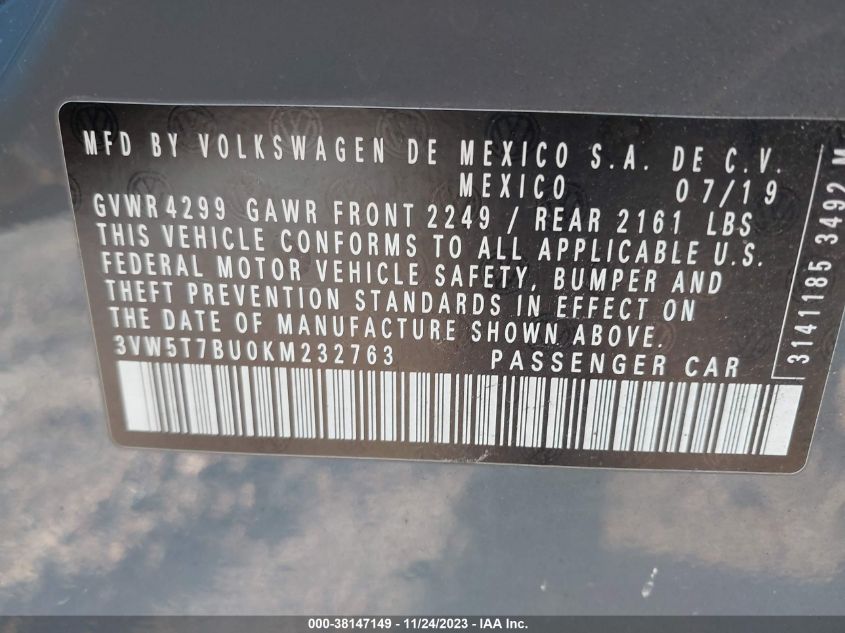 MFD BY VOLKSWAGEN DE MEXICO S.A. DE C.V.
MEXICO 07/19
GVWR 4299 GAWR FRONT 2249 / REAR 2161 LBS
THIS VEHICLE CONFORMS TO ALL APPLICABLE U.S.
FEDERAL MOTOR VEHICLE SAFETY, BUMPER AND
THEFT PREVENTION STANDARDS IN EFFECT ON
THE DATE OF MANUFACTURE SHOWN ABOVE.
3VW5T7BU0KM232763 PASSENGER CAR
3141185 3492 M
000-38147149 - 11/24/2023 - IAA Inc.